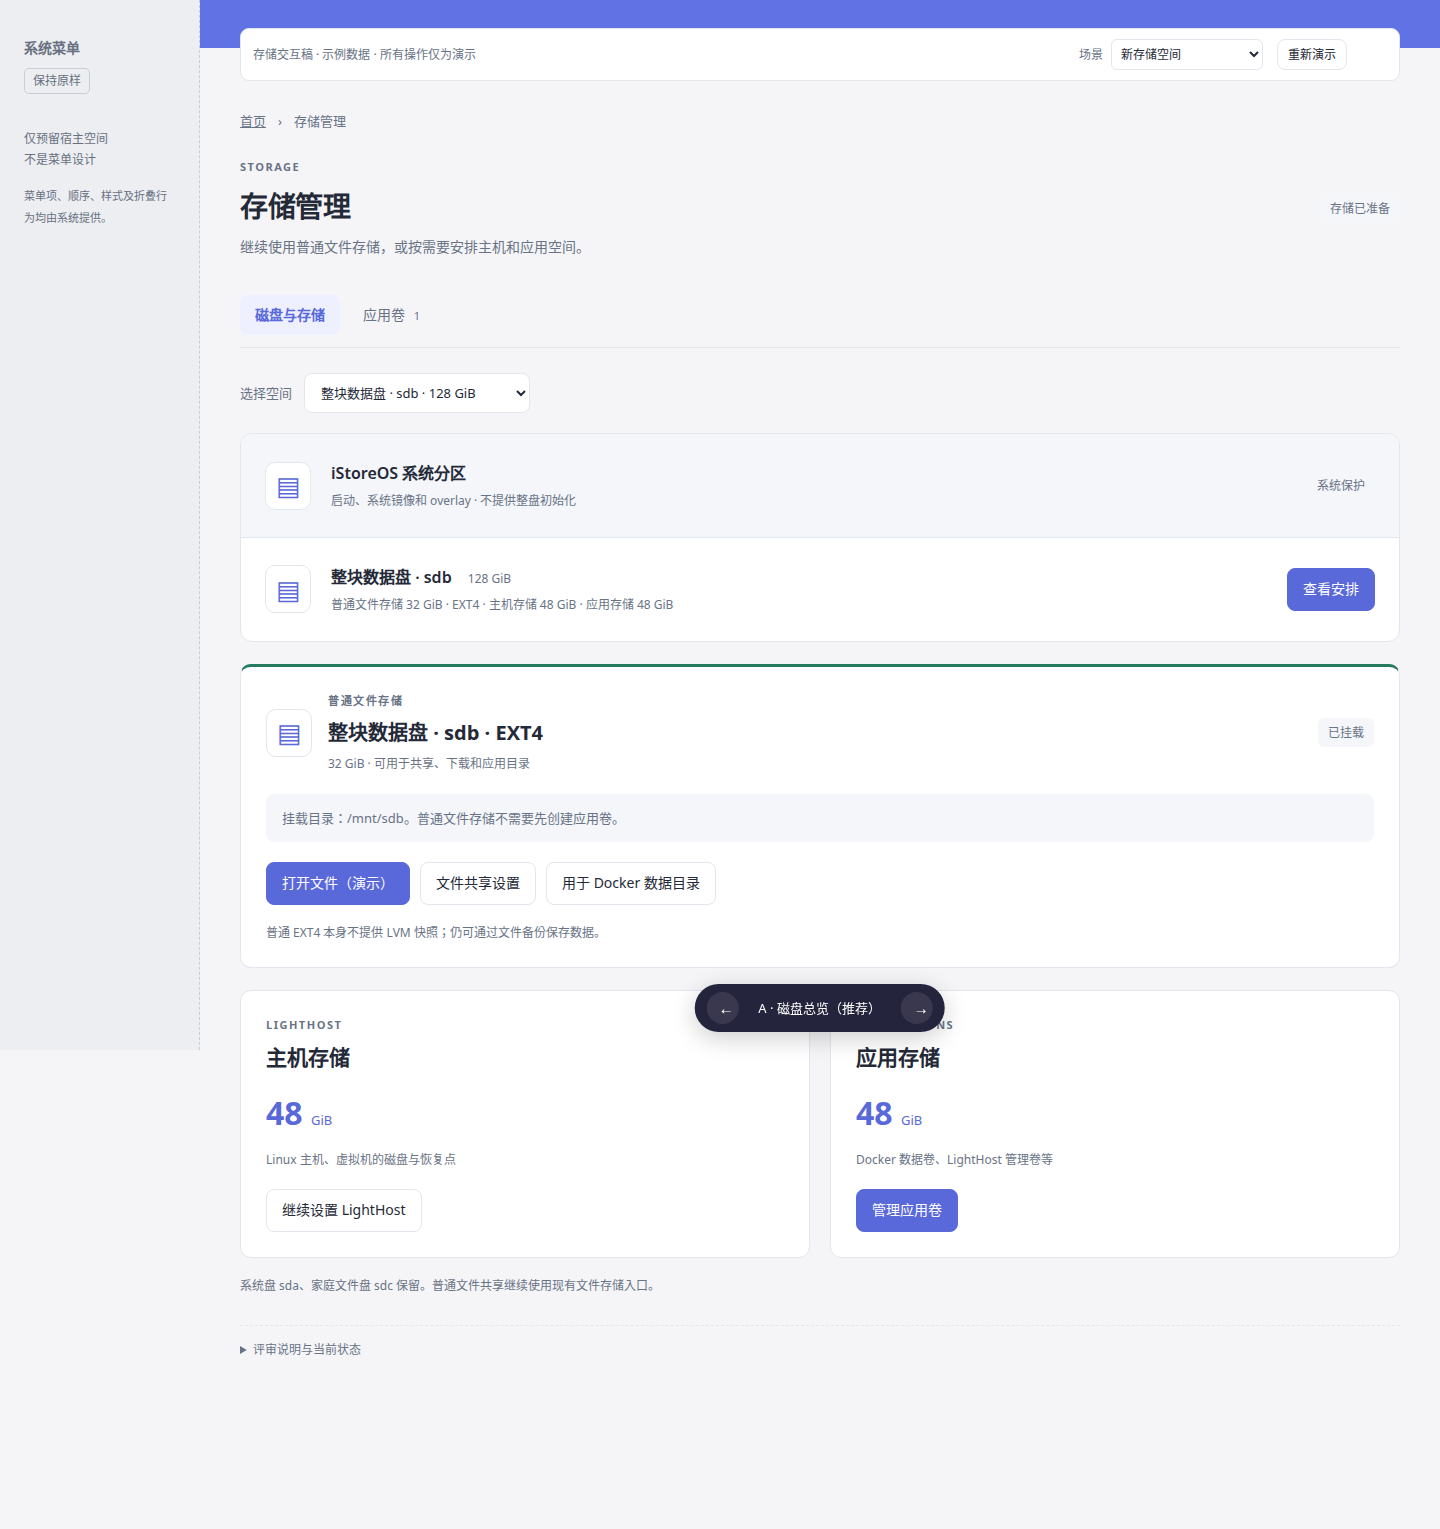 系统菜单
保持原样
仅预留宿主空间
不是菜单设计
菜单项、顺序、样式及折叠行
为均由系统提供。
存储交互稿 · 示例数据 · 所有操作仅为演示
场景 新存储空间 重新演示
首页 › 存储管理
STORAGE
存储管理
存储已准备
继续使用普通文件存储，或按需要安排主机和应用空间。
磁盘与存储 应用卷 1
选择空间 整块数据盘 · sdb · 128 GiB
iStoreOS 系统分区
启动、系统镜像和 overlay · 不提供整盘初始化
系统保护
整块数据盘 · sdb 128 GiB
普通文件存储 32 GiB · EXT4 · 主机存储 48 GiB · 应用存储 48 GiB
查看安排
普通文件存储
整块数据盘 · sdb · EXT4
32 GiB · 可用于共享、下载和应用目录
已挂载
挂载目录：/mnt/sdb。普通文件存储不需要先创建应用卷。
打开文件（演示） 文件共享设置 用于 Docker 数据目录
普通 EXT4 本身不提供 LVM 快照；仍可通过文件备份保存数据。
← A · 磁盘总览（推荐） →
LIGHTHOST
主机存储
48 GiB
Linux 主机、虚拟机的磁盘与恢复点
继续设置 LightHost
NS
应用存储
48 GiB
Docker 数据卷、LightHost 管理卷等
管理应用卷
系统盘 sda、家庭文件盘 sdc 保留。普通文件共享继续使用现有文件存储入口。
▶ 评审说明与当前状态